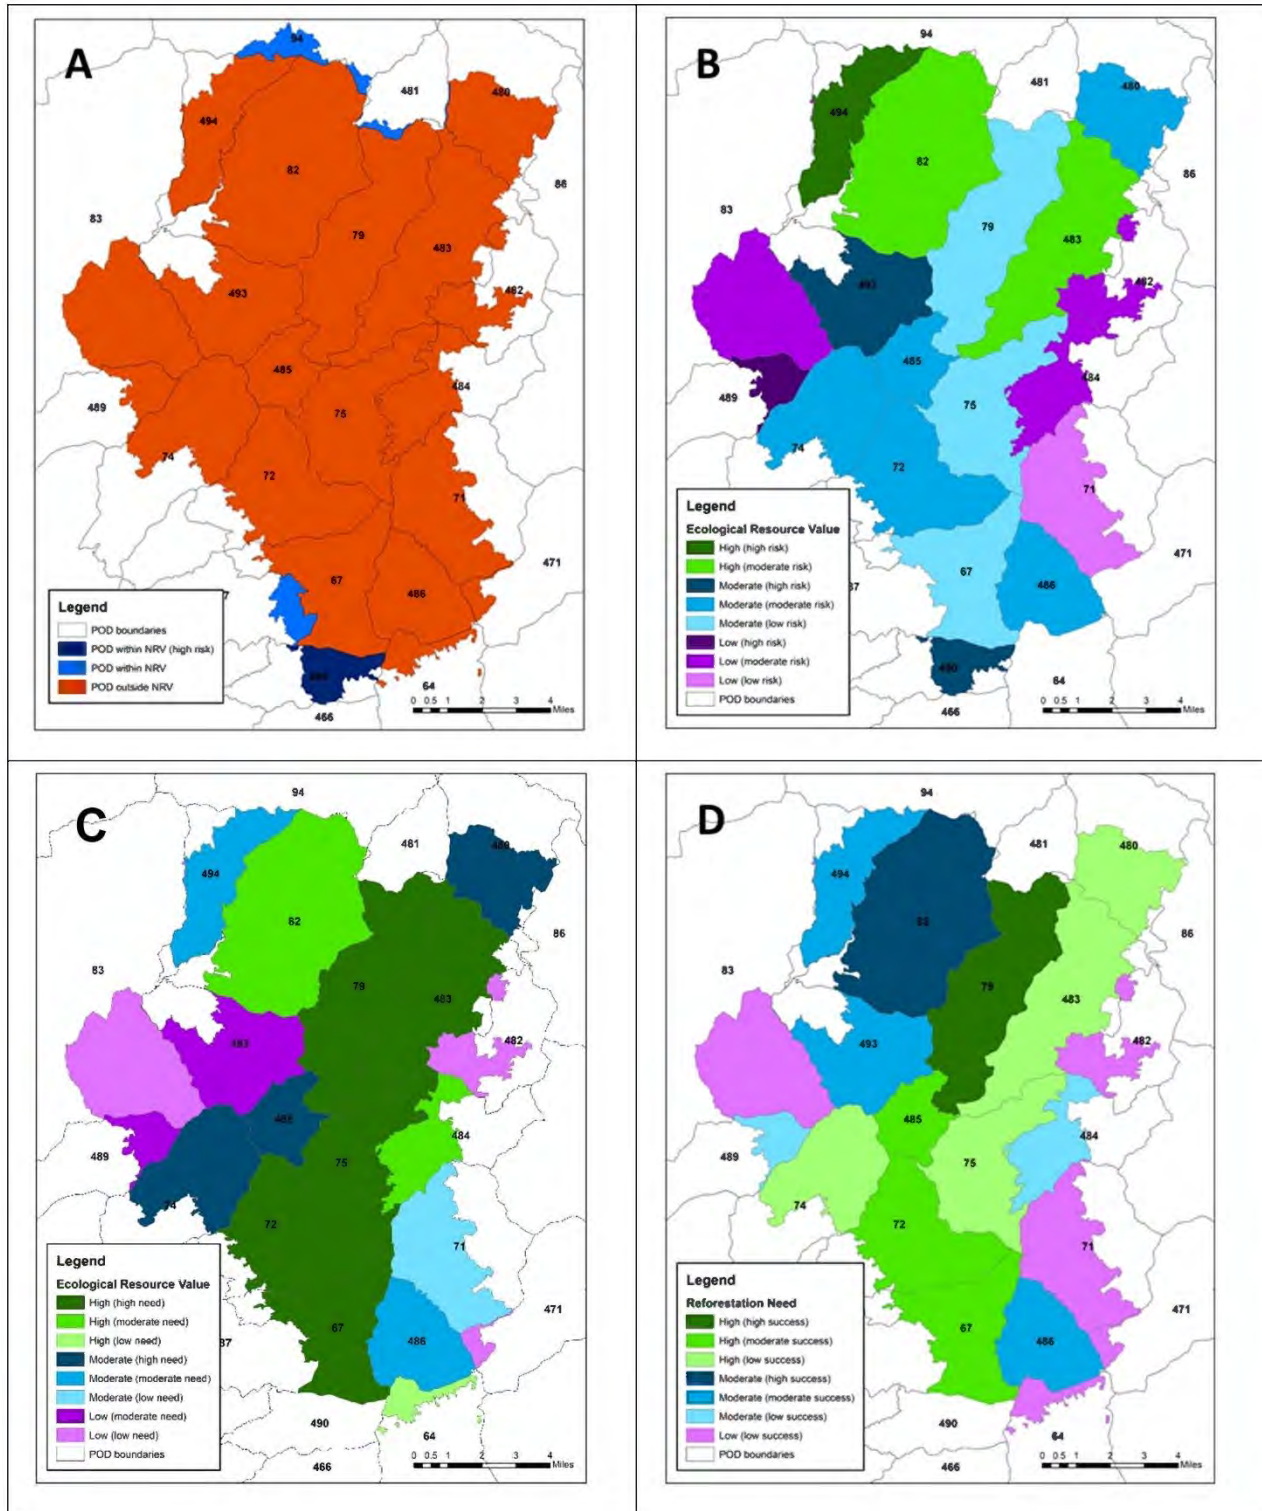 A
94
481
480
494
82
86
83
79
483
493
482
485
484
489
75
74
72
71
67
486
471
7
64
466
Legend
POD boundaries
POD within NRV (high risk)
POD within NRV
POD outside NRV
0 0.5 1 2 3 4
Miles
B
94
481
480
494
82
86
83
79
483
493
482
485
484
489
75
74
72
71
67
486
471
37
490
64
466
Legend
Ecological Resource Value
High (high risk)
High (moderate risk)
Moderate (high risk)
Moderate (moderate risk)
Moderate (low risk)
Low (high risk)
Low (moderate risk)
Low (low risk)
POD boundaries
0 0.5 1 2 3 4
Miles
C
94
481
480
494
82
86
83
79
483
493
482
485
484
489
75
74
72
71
67
486
471
87
490
64
466
Legend
Ecological Resource Value
High (high need)
High (moderate need)
High (low need)
Moderate (high need)
Moderate (moderate need)
Moderate (low need)
Low (moderate need)
Low (low need)
POD boundaries
0 0.5 1 2 3 4
Miles
D
94
481
480
494
82
86
83
79
483
493
482
485
484
489
75
74
72
71
67
486
471
490
64
466
Legend
Reforestation Need
High (high success)
High (moderate success)
High (low success)
Moderate (high success)
Moderate (moderate success)
Moderate (low success)
Low (low success)
POD boundaries
0 0.5 1 2 3 4
Miles